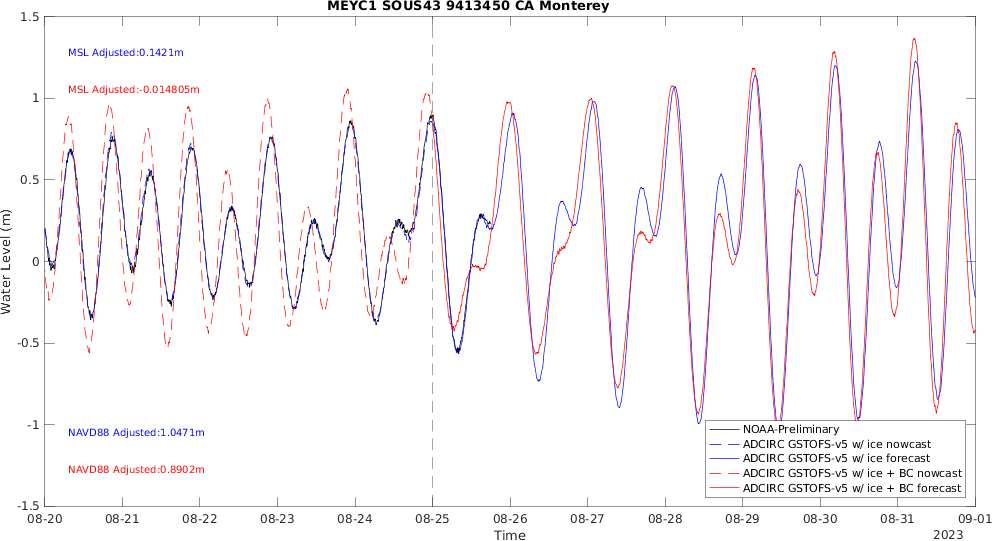 MEYC1 SOUS43 9413450 CA Monterey
1.5
1
0.5
0
-0.5
-1
-1.5
Water Level (m)
MSL Adjusted:0.1421m
MSL Adjusted:-0.014805m
NAVD88 Adjusted:1.0471m
NAVD88 Adjusted:0.8902m
NOAA-Preliminary
ADCIRC GSTOFS-v5 w/ ice nowcast
ADCIRC GSTOFS-v5 w/ ice forecast
ADCIRC GSTOFS-v5 w/ ice + BC nowcast
ADCIRC GSTOFS-v5 w/ ice + BC forecast
08-20 08-21 08-22 08-23 08-24 08-25 08-26 08-27 08-28 08-29 08-30 08-31 09-01
Time
2023